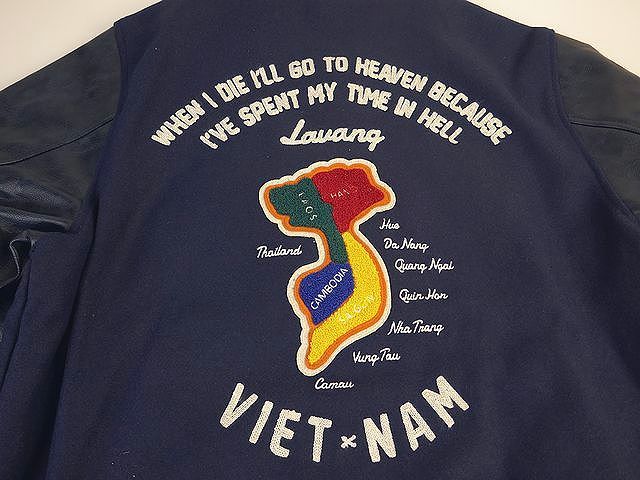 WHEN I DIE I'LL GO TO HEAVEN BECAUSE
I'VE SPENT MY TIME IN HELL
Lavang
LAOS
HANOI
Thailand
Hue
Da Nang
Quang Ngai
CAMBODIA
SAIGON
Quin Hon
Nha Trang
Vung Tau
Camau
VIET × NAM